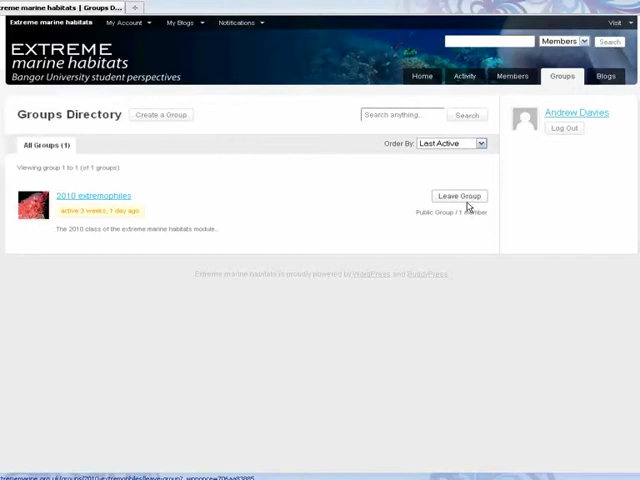 reme marine habitats | Groups D...
Extreme marine habitats My Account My Blogs Notifications Visit
EXTREME
marine habitats
Bangor University student perspectives
Members Search
Home Activity Members Groups Blogs
Groups Directory Create a Group Search anything... Search
Andrew Davies
Log Out
All Groups (1) Order By: Last Active
Viewing group 1 to 1 (of 1 groups)
2010 extremophiles Leave Group
active 3 weeks, 1 day ago Public Group / 1 member
The 2010 class of the extreme marine habitats module..
Extreme marine habitats is proudly powered by WordPress and BuddyPress